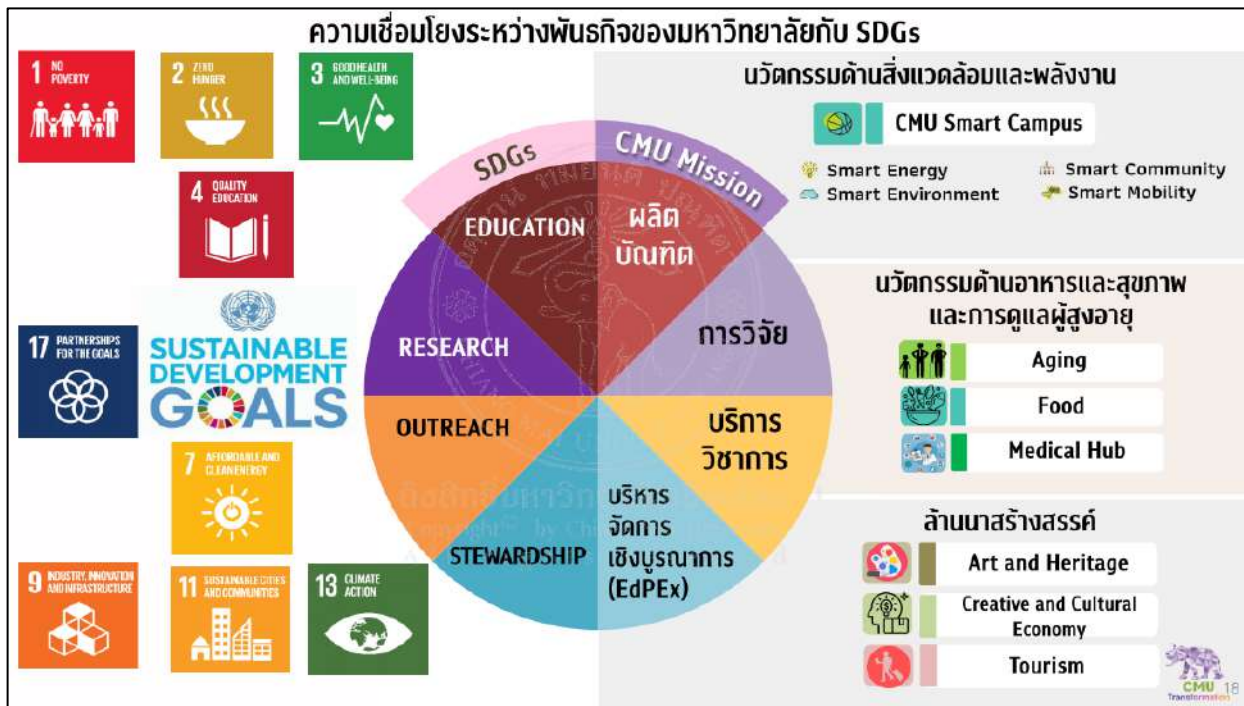 ความเชื่อมโยงระหว่างพันธกิจของมหาวิทยาลัยกับ SDGs
1 NO
POVERTY
2 ZERO
HUNGER
3 GOOD HEALTH
AND WELL-BEING
4 QUALITY
EDUCATION
17 PARTNERSHIPS
FOR THE GOALS
SUSTAINABLE
DEVELOPMENT
GOALS
7 AFFORDABLE AND
CLEAN ENERGY
9 INDUSTRY, INNOVATION
AND INFRASTRUCTURE
11 SUSTAINABLE CITIES
AND COMMUNITIES
13 CLIMATE
ACTION
SDGs
CMU Mission
EDUCATION
ผลิต
บัณฑิต
RESEARCH
การวิจัย
OUTREACH
บริการ
วิชาการ
STEWARDSHIP
บริหาร
จัดการ
เชิงบูรณาการ
(EdPEx)
นวัตกรรมด้านสิ่งแวดล้อมและพลังงาน
CMU Smart Campus
Smart Energy
Smart Community
Smart Environment
Smart Mobility
นวัตกรรมด้านอาหารและสุขภาพ
และการดูแลผู้สูงอายุ
Aging
Food
Medical Hub
ล้านนาสร้างสรรค์
Art and Heritage
Creative and Cultural
Economy
Tourism
CMU
Transformation
18